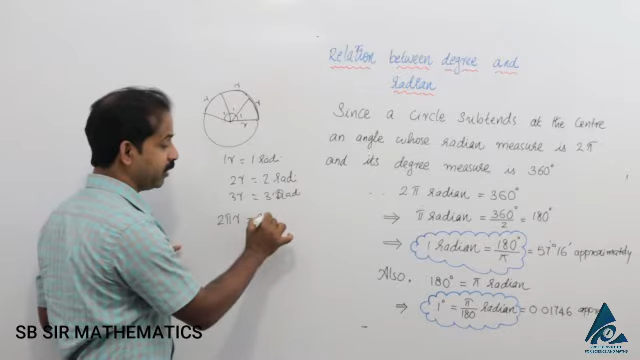 r
r
r
1r = 1 rad
2r = 2 rad
3r = 3 rad
2πr =
Relation between degree and
radian
Since a circle subtends at the centre
an angle whose radian measure is 2π
and its degree measure is 360°
∴ 2π radian = 360°
⇒ π radian = 360°/2 = 180°
⇒ 1 radian = 180°/π = 57°16' approximately
Also, 180° = π radian
⇒ 1° = π/180 radian = 0.01746
SB SIR MATHEMATICS